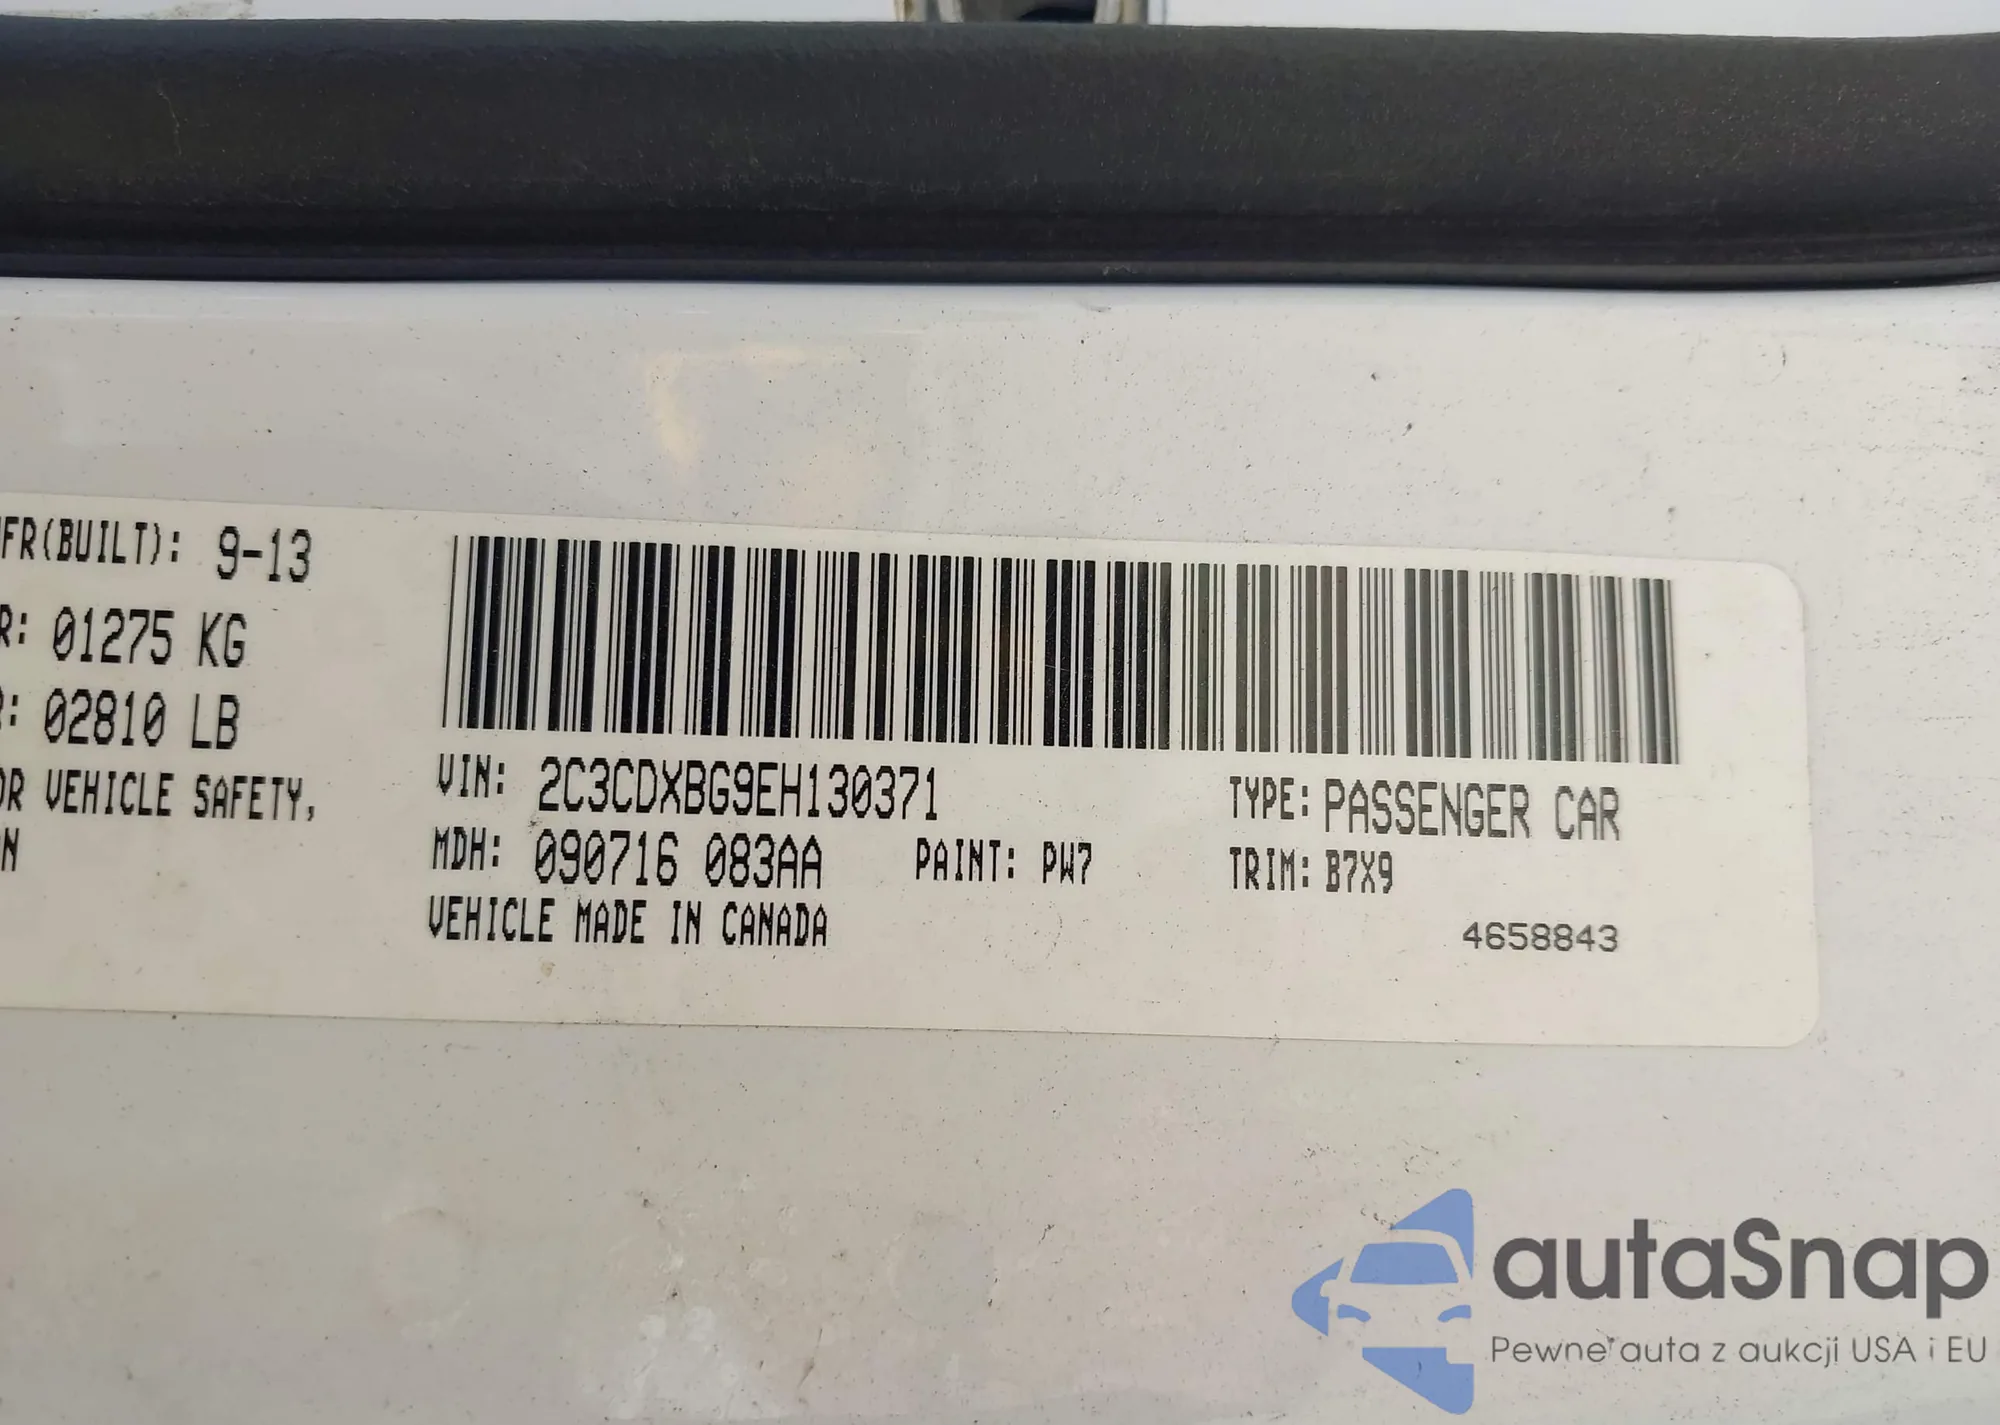 FR(BUILT): 9-13
R: 01275 KG
: 02810 LB
OR VEHICLE SAFETY,
N
VIN: 2C3CDXBG9EH130371
TYPE: PASSENGER CAR
MDH: 090716 083AA
PAINT: PW7
TRIM: B7X9
VEHICLE MADE IN CANADA
4658843
autaSnap
Pewne auta z aukcji USA i EU